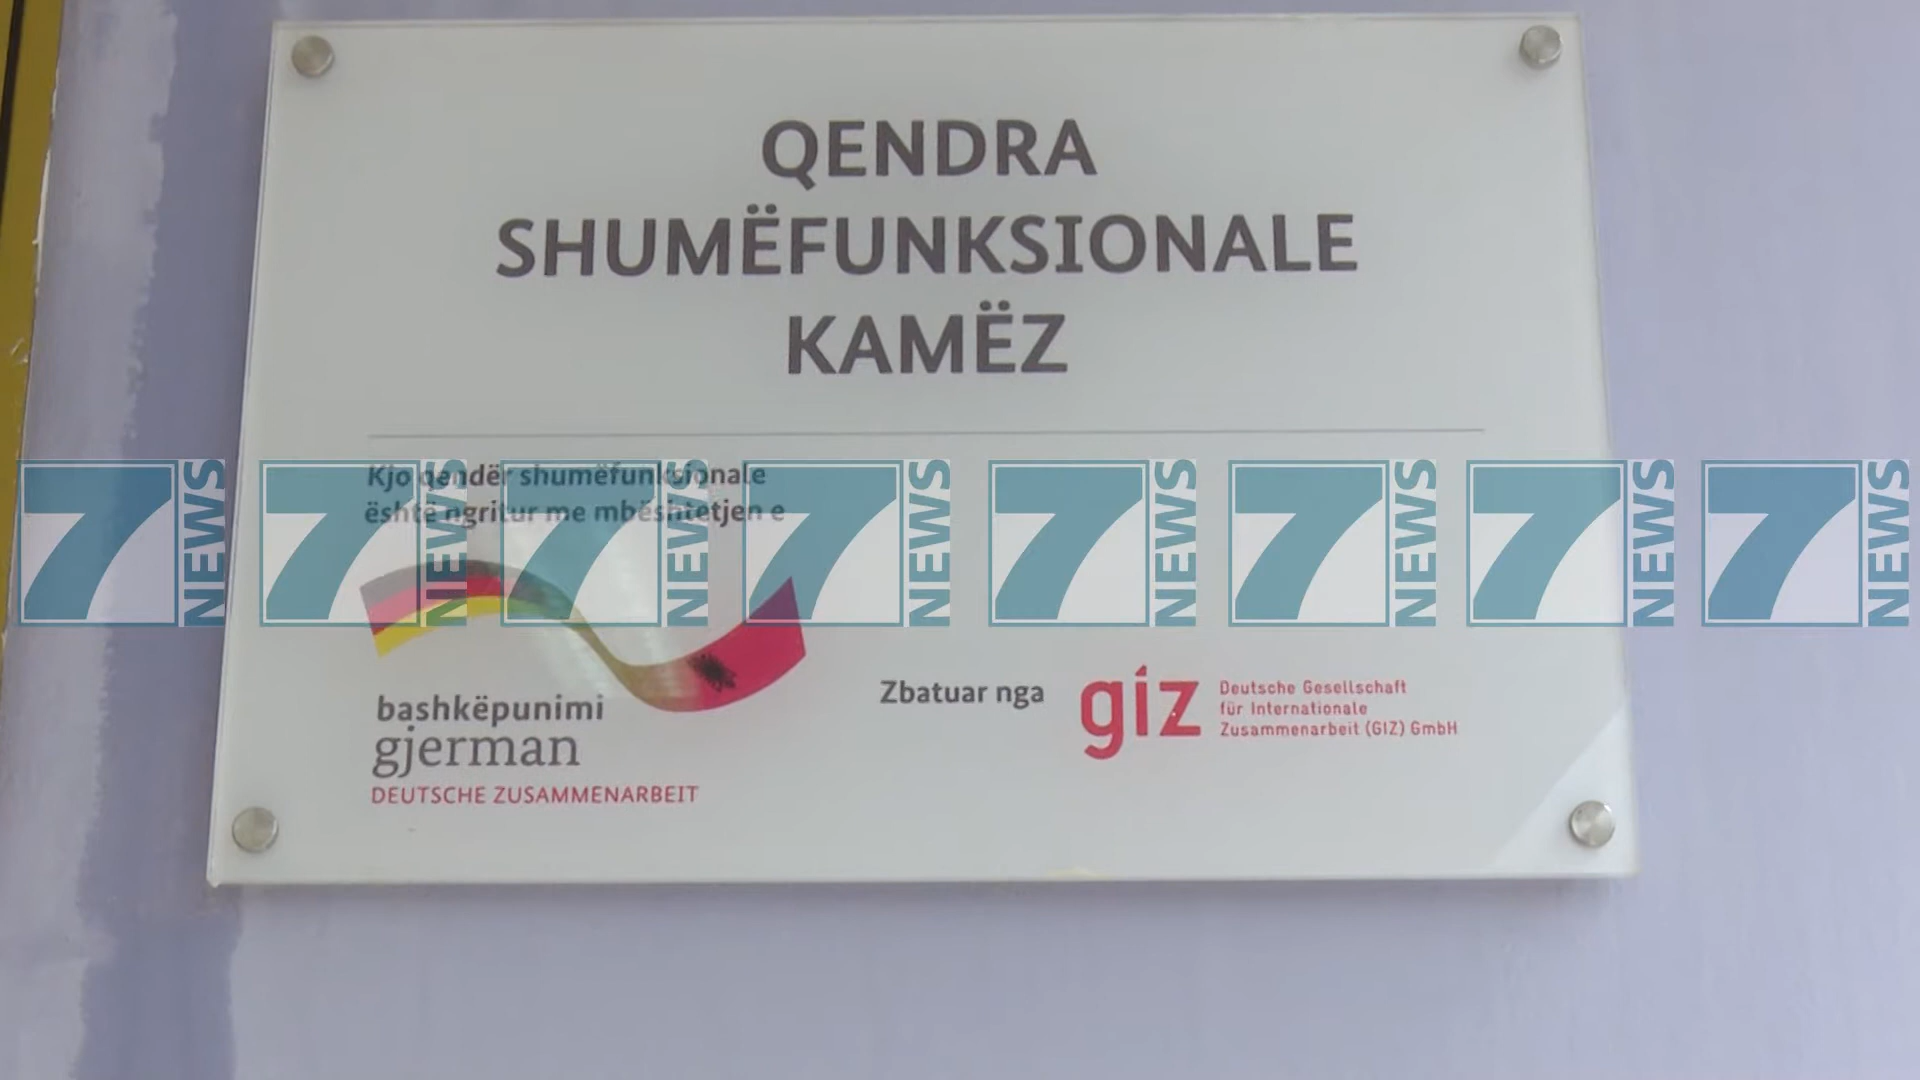 QENDRA
SHUMËFUNKSIONALE
KAMËZ
Kjo qendër shumëfunksionale
është ngritur me mbështetjen e
7 NEWS 7 NEWS 7 NEWS 7 NEWS 7 NEWS 7 NEWS 7 NEWS 7 NEWS
bashkëpunimi
gjerman
DEUTSCHE ZUSAMMENARBEIT
Zbatuar nga
giz
Deutsche Gesellschaft
für Internationale
Zusammenarbeit (GIZ) GmbH